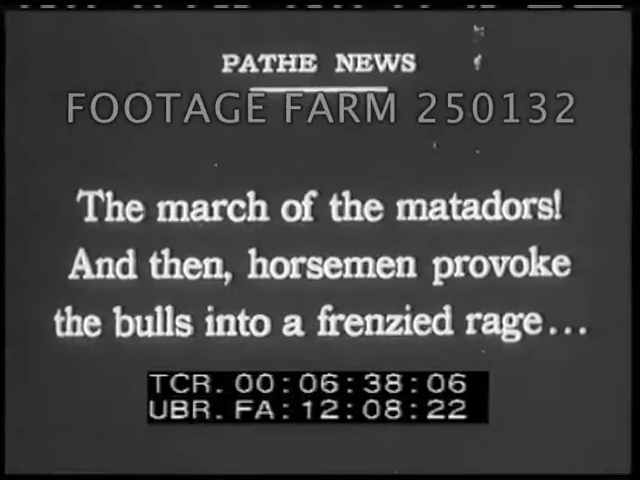 PATHE NEWS
FOOTAGE FARM 250132
The march of the matadors!
And then, horsemen provoke
the bulls into a frenzied rage...
TCR. 00:06:38:06
UBR. FA:12:08:22